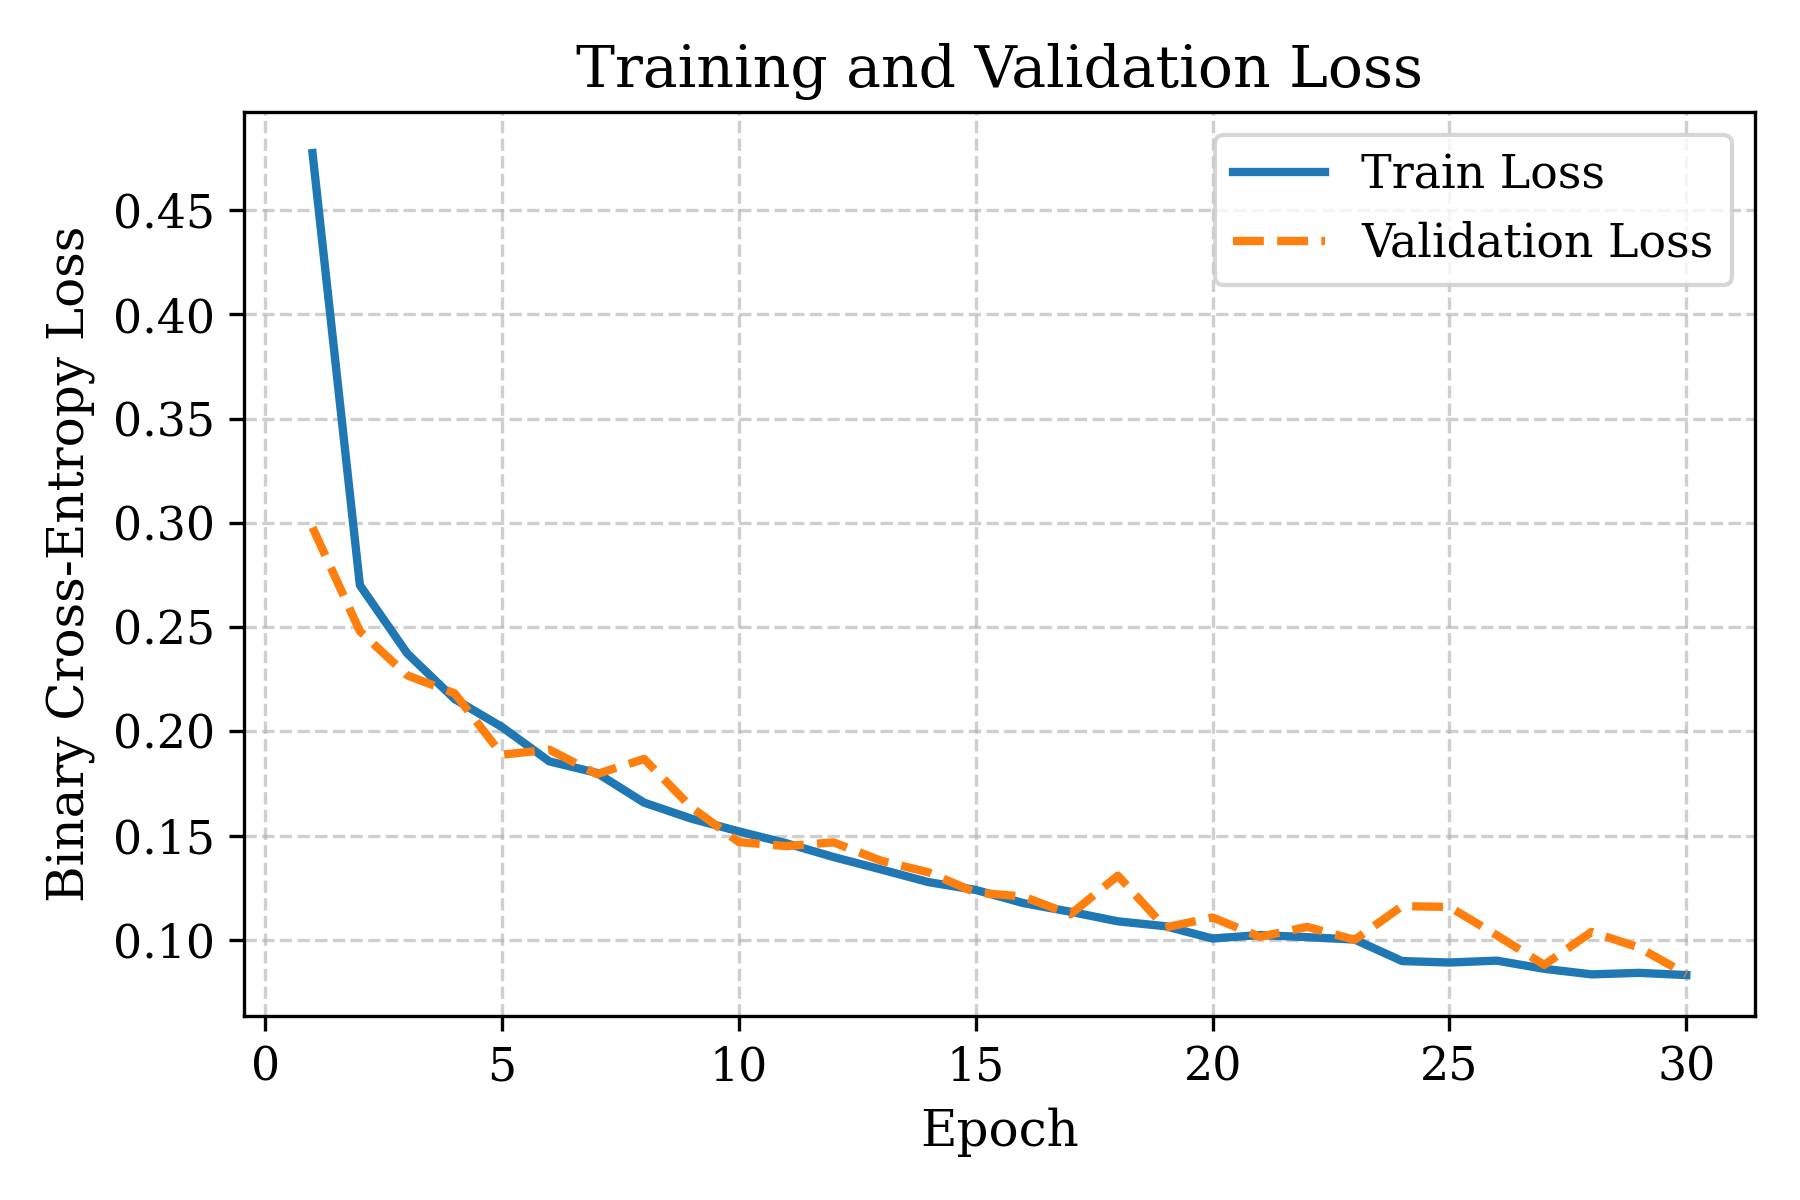 Training and Validation Loss
Train Loss
Validation Loss
Binary Cross-Entropy Loss
0.45
0.40
0.35
0.30
0.25
0.20
0.15
0.10
0 5 10 15 20 25 30
Epoch